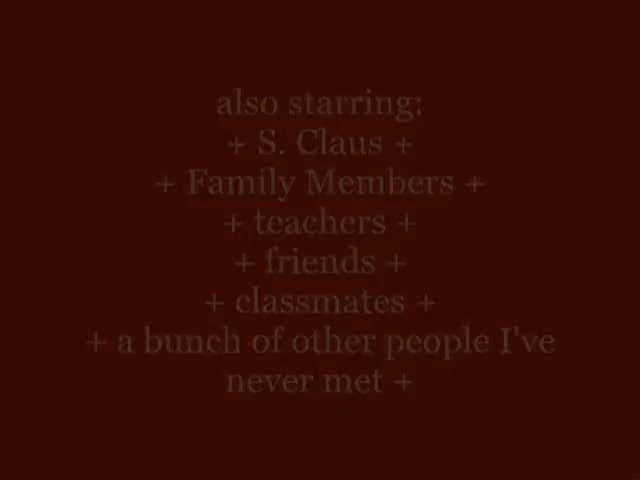 also starring:
+ S. Claus +
+ Family Members +
+ teachers +
+ friends +
+ classmates +
+ a bunch of other people I've
never met +